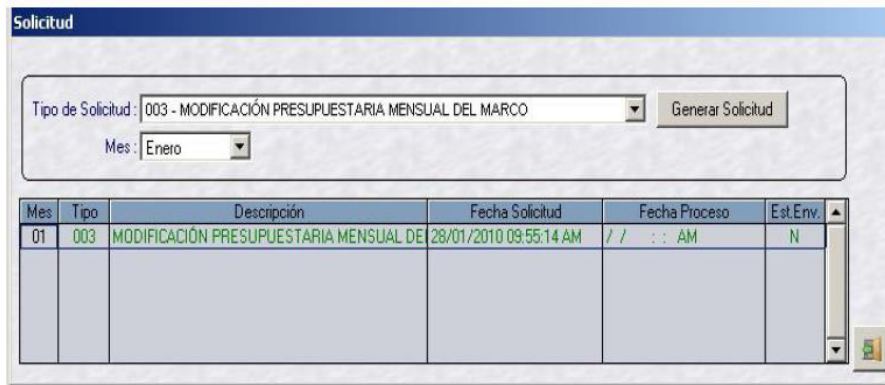 Solicitud
Tipo de Solicitud : 003 - MODIFICACIÓN PRESUPUESTARIA MENSUAL DEL MARCO Generar Solicitud
Mes : Enero
Mes Tipo Descripción Fecha Solicitud Fecha Proceso Est.Env.
01 003 MODIFICACIÓN PRESUPUESTARIA MENSUAL DE 28/01/2010 09:55:14 AM / / : : AM N